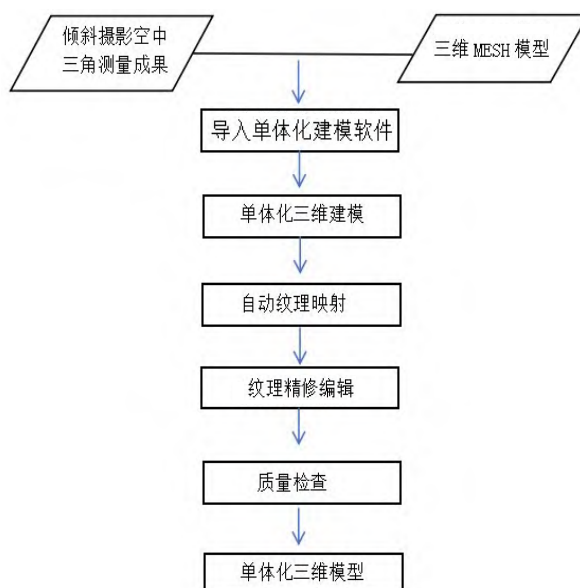 倾斜摄影空中
三角测量成果
三维 MESH 模型
导入单体化建模软件
单体化三维建模
自动纹理映射
纹理精修编辑
质量检查
单体化三维模型